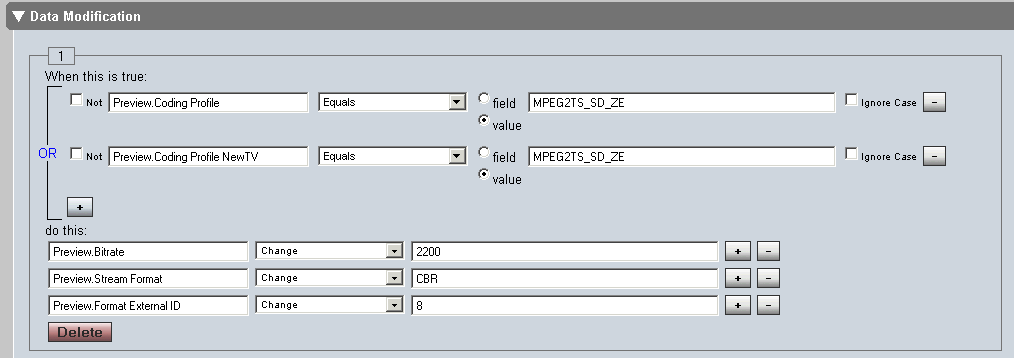 Data Modification
1
When this is true:
Not Preview.Coding Profile Equals field MPEG2TS_SD_ZE Ignore Case -
value
OR
Not Preview.Coding Profile NewTV Equals field MPEG2TS_SD_ZE Ignore Case -
value
+
do this:
Preview.Bitrate Change 2200 + -
Preview.Stream Format Change CBR + -
Preview.Format External ID Change 8 + -
Delete